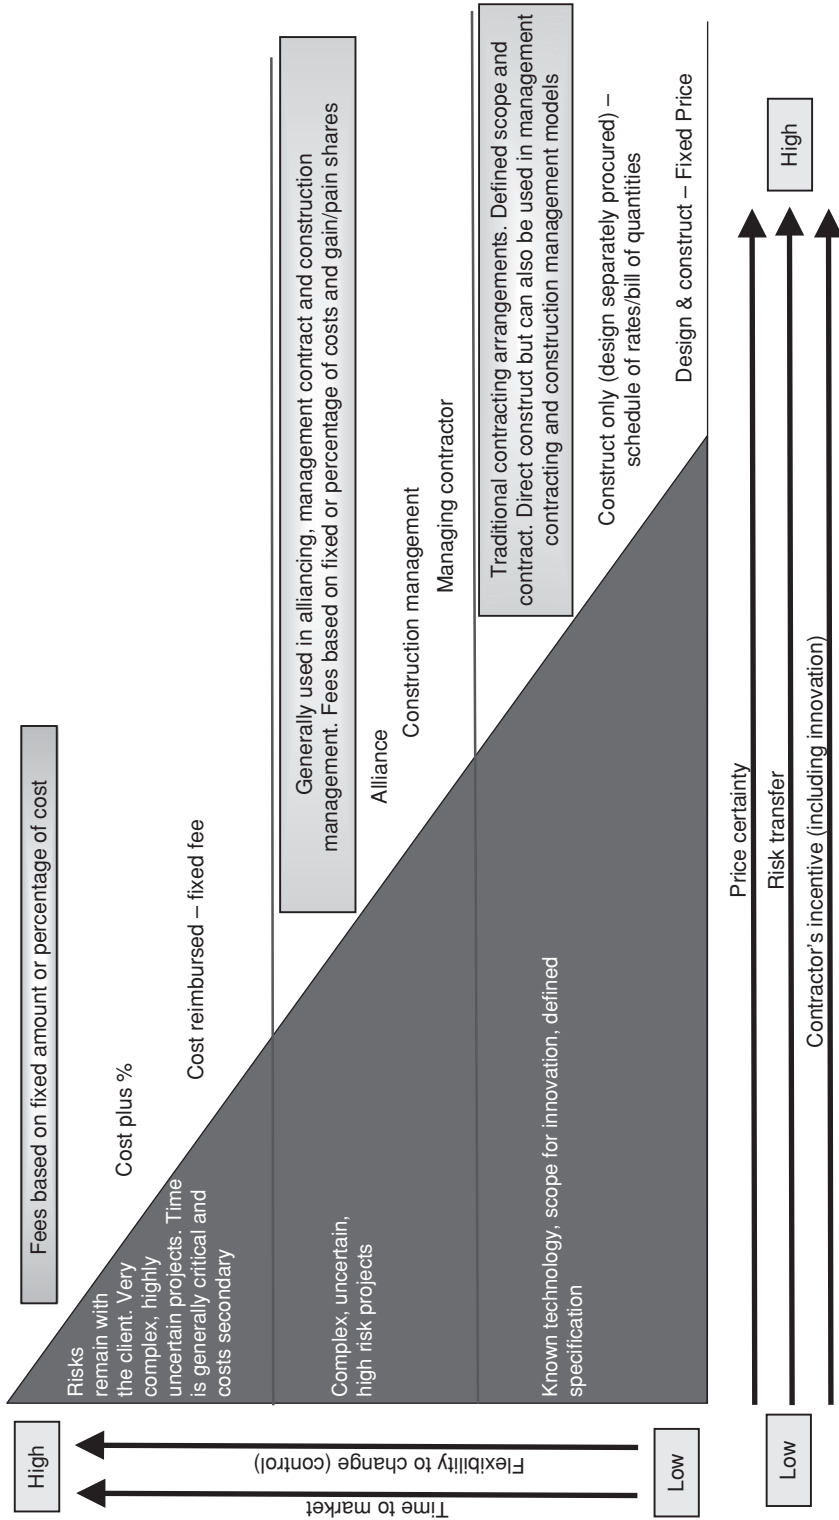 High
Time to market
Flexibility to change (control)
Low
Fees based on fixed amount or percentage of cost
Risks
remain with
the client. Very
complex, highly
uncertain projects. Time
is generally critical and
costs secondary
Cost plus %
Cost reimbursed – fixed fee
Complex, uncertain,
high risk projects
Generally used in alliancing, management contract and construction
management. Fees based on fixed or percentage of costs and gain/pain shares
Alliance
Construction management
Managing contractor
Known technology, scope for innovation, defined
specification
Traditional contracting arrangements. Defined scope and
contract. Direct construct but can also be used in management
contracting and construction management models
Construct only (design separately procured) –
schedule of rates/bill of quantities
Design & construct – Fixed Price
Low
Price certainty
Risk transfer
Contractor's incentive (including innovation)
High